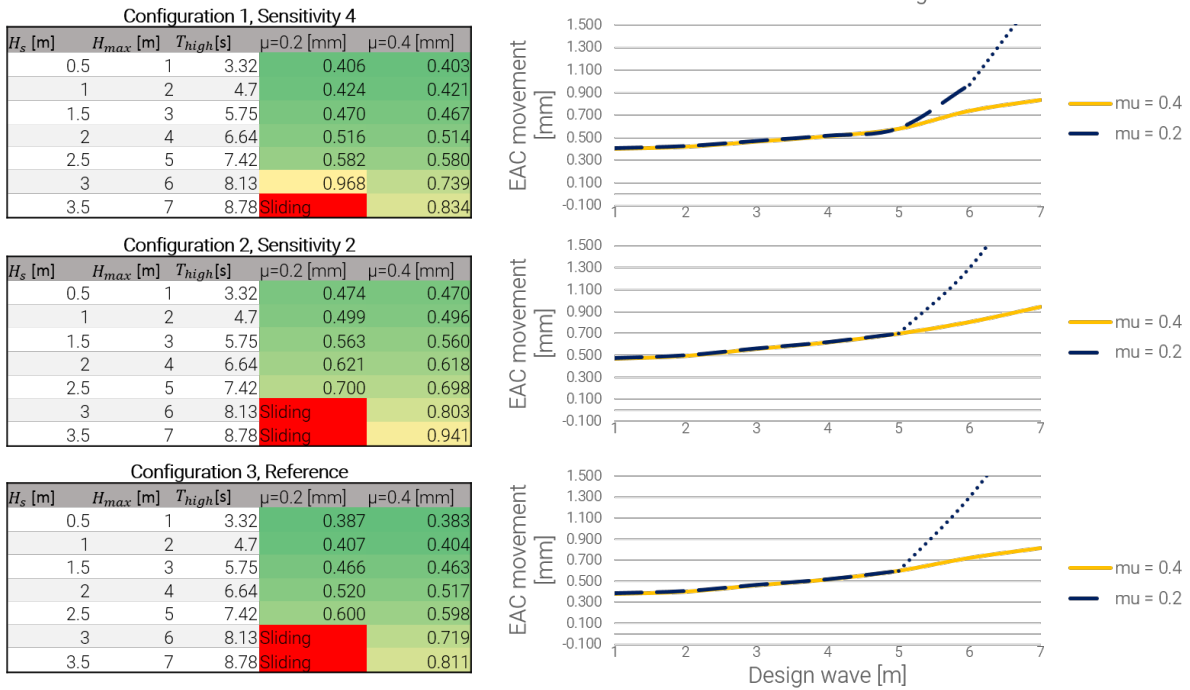 Configuration 1, Sensitivity 4
H_s [m] H_max [m] T_high[s] μ=0.2 [mm] μ=0.4 [mm]
0.5 1 3.32 0.406 0.403
1 2 4.7 0.424 0.421
1.5 3 5.75 0.470 0.467
2 4 6.64 0.516 0.514
2.5 5 7.42 0.582 0.580
3 6 8.13 0.968 0.739
3.5 7 8.78 Sliding 0.834
EAC movement
[mm]
1.500
1.300
1.100
0.900
0.700
0.500
0.300
0.100
-0.100
1 2 3 4 5 6 7
mu = 0.4
mu = 0.2
Configuration 2, Sensitivity 2
H_s [m] H_max [m] T_high[s] μ=0.2 [mm] μ=0.4 [mm]
0.5 1 3.32 0.474 0.470
1 2 4.7 0.499 0.496
1.5 3 5.75 0.563 0.560
2 4 6.64 0.621 0.618
2.5 5 7.42 0.700 0.698
3 6 8.13 Sliding 0.803
3.5 7 8.78 Sliding 0.941
EAC movement
[mm]
1.500
1.300
1.100
0.900
0.700
0.500
0.300
0.100
-0.100
1 2 3 4 5 6 7
mu = 0.4
mu = 0.2
Configuration 3, Reference
H_s [m] H_max [m] T_high[s] μ=0.2 [mm] μ=0.4 [mm]
0.5 1 3.32 0.387 0.383
1 2 4.7 0.407 0.404
1.5 3 5.75 0.466 0.463
2 4 6.64 0.520 0.517
2.5 5 7.42 0.600 0.598
3 6 8.13 Sliding 0.719
3.5 7 8.78 Sliding 0.811
EAC movement
[mm]
1.500
1.300
1.100
0.900
0.700
0.500
0.300
0.100
-0.100
1 2 3 4 5 6 7
Design wave [m]
mu = 0.4
mu = 0.2